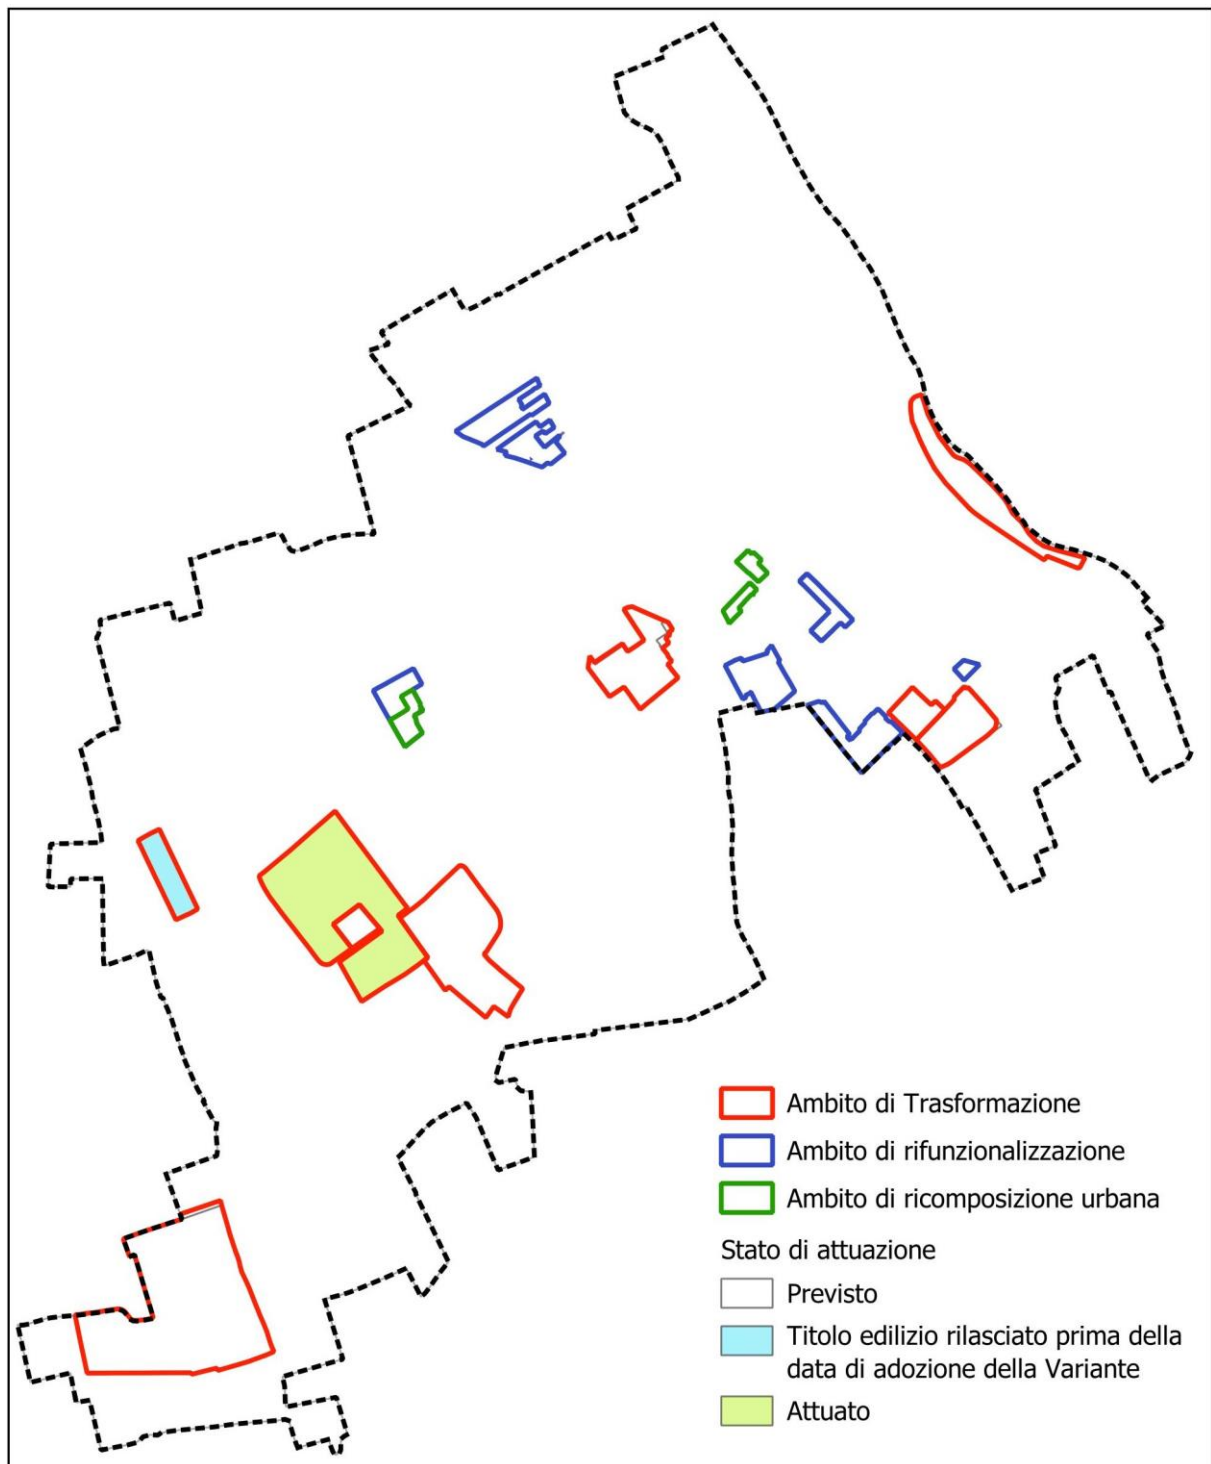 Ambito di Trasformazione
Ambito di rifunzionalizzazione
Ambito di ricomposizione urbana
Stato di attuazione
Previsto
Titolo edilizio rilasciato prima della
data di adozione della Variante
Attuato